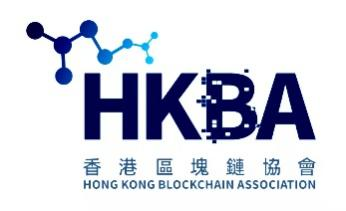 HKBA
香港區塊鏈協會
HONG KONG BLOCKCHAIN ASSOCIATION